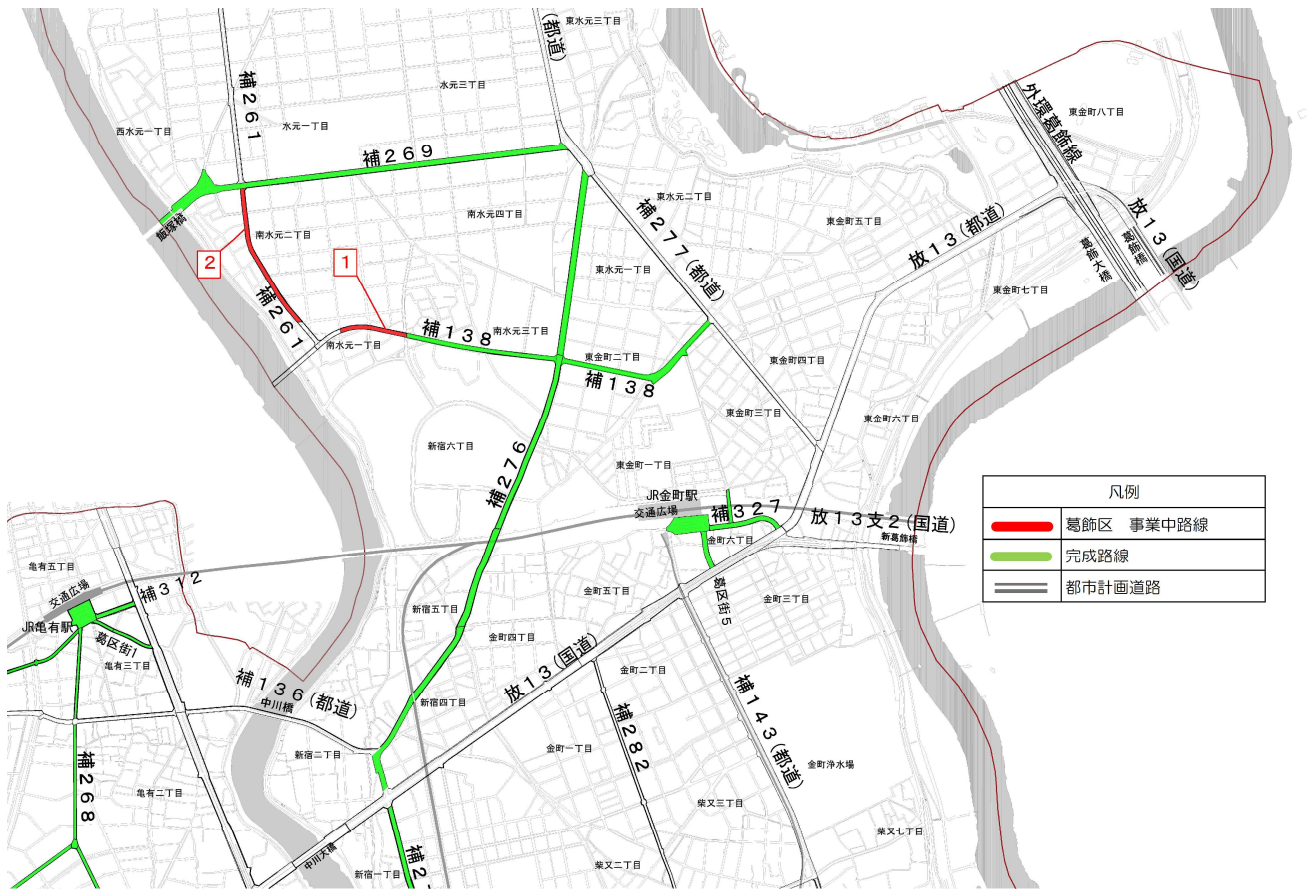 (都道)
東水元三丁目
水元三丁目
補261
水元一丁目
西水元一丁目
補269
外環葛飾線
東金町八丁目
飯塚橋
南水元二丁目
南水元四丁目
東水元二丁目
補277(都道)
東金町五丁目
放13(都道)
放13(国道)
葛飾橋
葛飾大橋
2
1
東水元一丁目
東金町七丁目
補261
南水元一丁目
補138
南水元三丁目
東金町二丁目
補138
東金町四丁目
東金町三丁目
東金町六丁目
新宿六丁目
補276
東金町一丁目
JR金町駅
交通広場
補327
放13支2(国道)
金町六丁目
新葛飾橋
凡例
葛飾区 事業中路線
完成路線
都市計画道路
亀有五丁目
交通広場
補312
JR亀有駅
葛区街1
亀有三丁目
新宿五丁目
金町五丁目
葛区街5
金町三丁目
金町四丁目
補136(都道)
中川橋
新宿四丁目
放13(国道)
金町二丁目
補143(都道)
新宿二丁目
金町一丁目
補282
金町浄水場
補268
亀有二丁目
柴又三丁目
柴又七丁目
中川大橋
新宿一丁目
補2
柴又二丁目